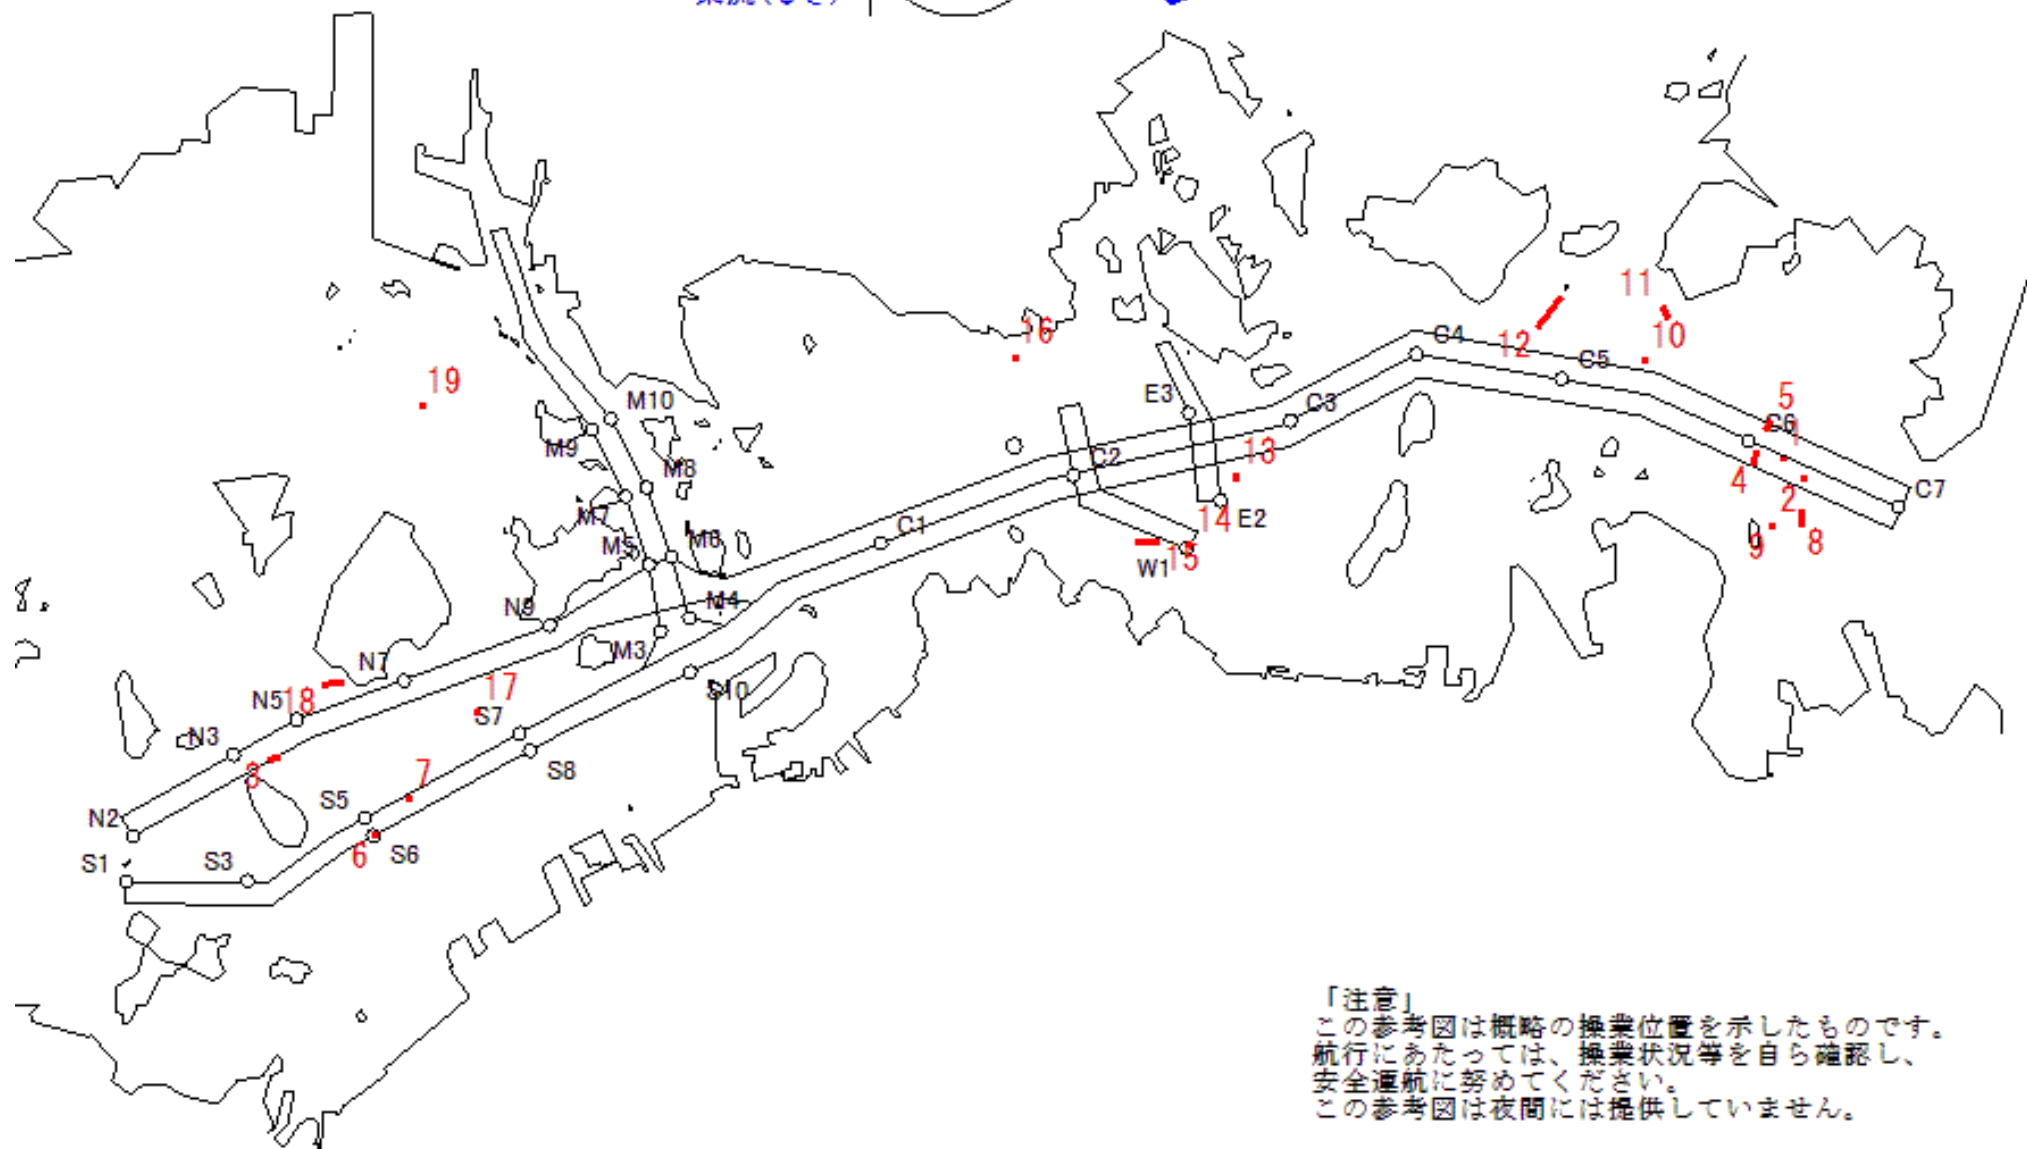 16
11
10
C4
12
C5
19
E3
M10
C3
5
C6
1
M9
M8
C2
13
4
C7
2
M7
14
E2
C1
M5
M6
15
W1
9
8
N9
M4
M3
N7
18
17
N5
S10
S7
N3
3
7
S8
S5
N2
6
S6
S1
S3
「注意」
この参考図は概略の操業位置を示したものです。
航行にあたっては、操業状況等を自ら確認し、
安全運航に努めてください。
この参考図は夜間には提供していません。